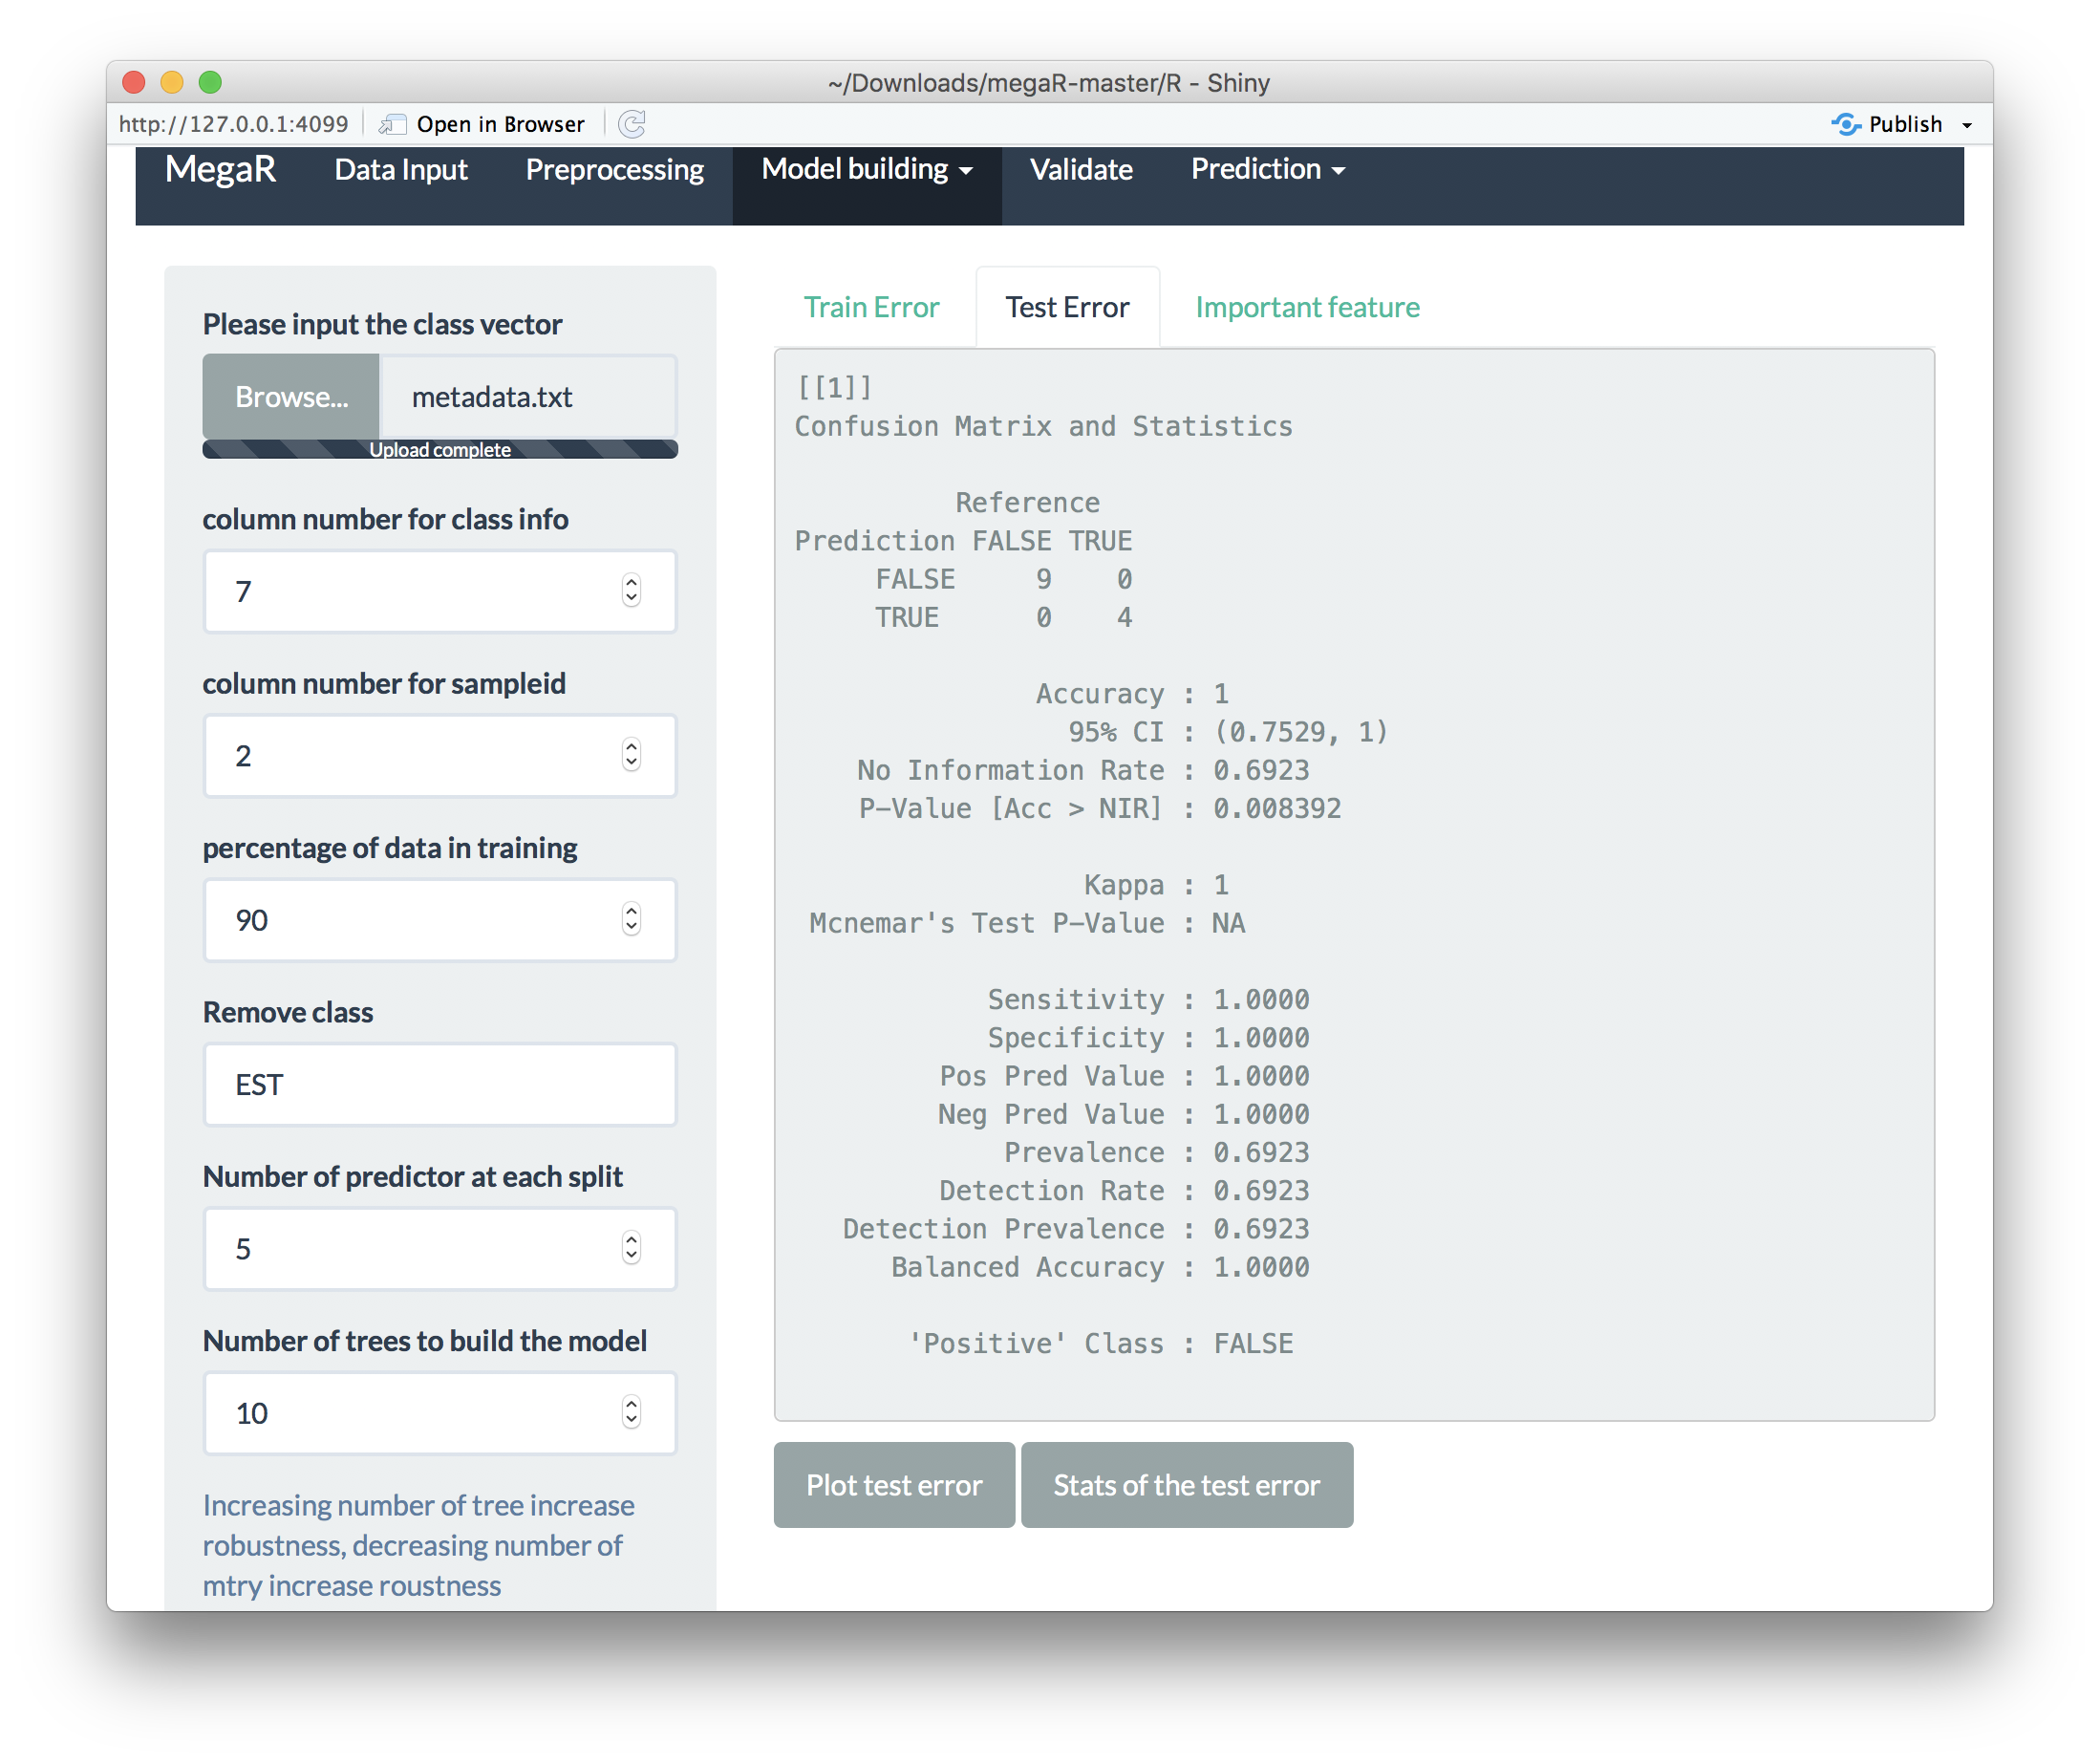 ~/Downloads/megaR-master/R - Shiny
http://127.0.0.1:4099 Open in Browser Publish
MegaR Data Input Preprocessing Model building Validate Prediction
Please input the class vector
Browse... metadata.txt
Upload complete
column number for class info
7
column number for sampleid
2
percentage of data in training
90
Remove class
EST
Number of predictor at each split
5
Number of trees to build the model
10
Increasing number of tree increase
robustness, decreasing number of
mtry increase roustness
Train Error Test Error Important feature
[[1]]
Confusion Matrix and Statistics
Reference
Prediction FALSE TRUE
FALSE 9 0
TRUE 0 4
Accuracy : 1
95% CI : (0.7529, 1)
No Information Rate : 0.6923
P-Value [Acc > NIR] : 0.008392
Kappa : 1
Mcnemar's Test P-Value : NA
Sensitivity : 1.0000
Specificity : 1.0000
Pos Pred Value : 1.0000
Neg Pred Value : 1.0000
Prevalence : 0.6923
Detection Rate : 0.6923
Detection Prevalence : 0.6923
Balanced Accuracy : 1.0000
'Positive' Class : FALSE
Plot test error Stats of the test error